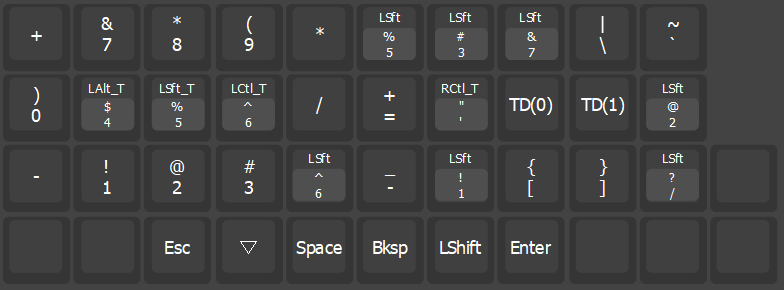 + & 7 * 8 ( 9 * LSft % 5 LSft # 3 LSft & 7 | \ ~ `
) 0 LAlt_T $ 4 LSft_T % 5 LCtl_T ^ 6 / + = RCtl_T " ' TD(0) TD(1) LSft @ 2
- ! 1 @ 2 # 3 LSft ^ 6 _ - LSft ! 1 { [ } ] LSft ? /
Esc ▽ Space Bksp LShift Enter